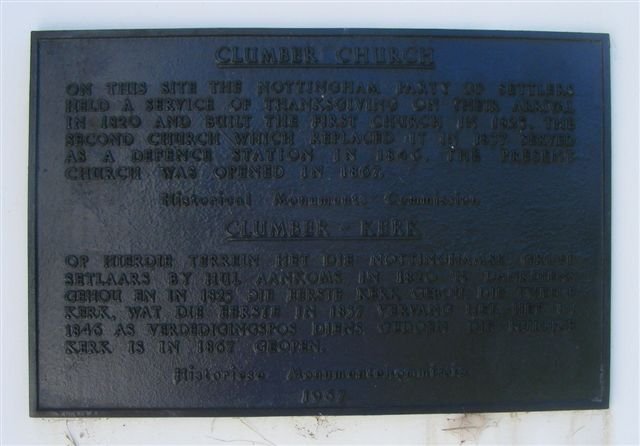 CLUMBER CHURCH
ON THIS SITE THE NOTTINGHAM PARTY OF SETTLERS
HELD A SERVICE OF THANKSGIVING ON THEIR ARRIVAL
IN 1820 AND BUILT THE FIRST CHURCH, IN 1825. THE
SECOND CHURCH WHICH REPLACED IT IN 1837 SERVED
AS A DEFENCE STATION IN 1846. THE PRESENT
CHURCH WAS OPENED IN 1867.
Historical Monuments Commission
CLUMBER - KERK
OP HIERDIE TERREIN HET DIE NOTTINGHAMSE GROEP
SETLAARS BY HUL AANKOMS IN 1820 'N DANKDIENS
GEHOU EN IN 1825 DIE EERSTE KERK GEBOU. DIE TWEEDE
KERK, WAT DIE EERSTE IN 1837 VERVANG HET, HET IN
1846 AS VERDEDIGINGSPOS DIENS GEDOEN. DIE HUIDIGE
KERK IS IN 1867 GEOPEN.
Historiese Monumentekommissie